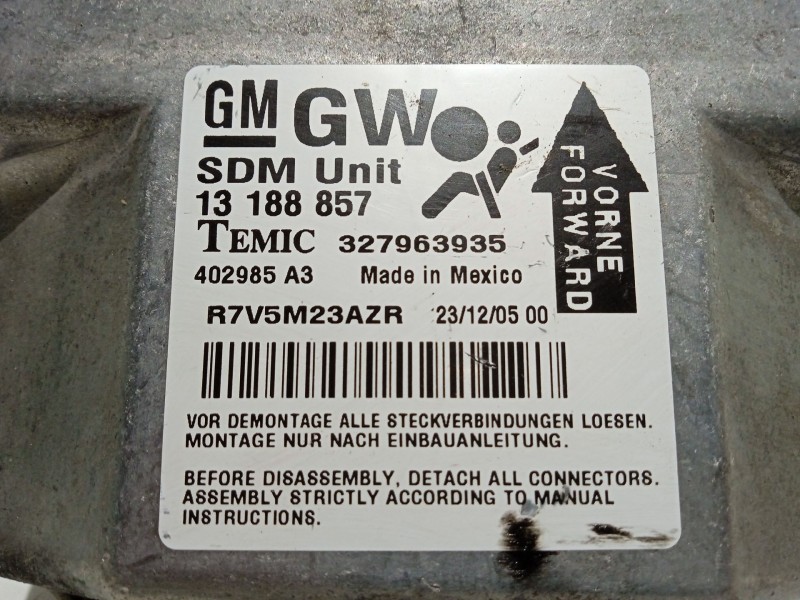 GM GW
SDM Unit
13 188 857
TEMIC 327963935
402985 A3 Made in Mexico
R7V5M23AZR 23/12/05 00
VORNE
FORWARD
VOR DEMONTAGE ALLE STECKVERBINDUNGEN LOESEN.
MONTAGE NUR NACH EINBAUANLEITUNG.
BEFORE DISASSEMBLY, DETACH ALL CONNECTORS.
ASSEMBLY STRICTLY ACCORDING TO MANUAL
INSTRUCTIONS.